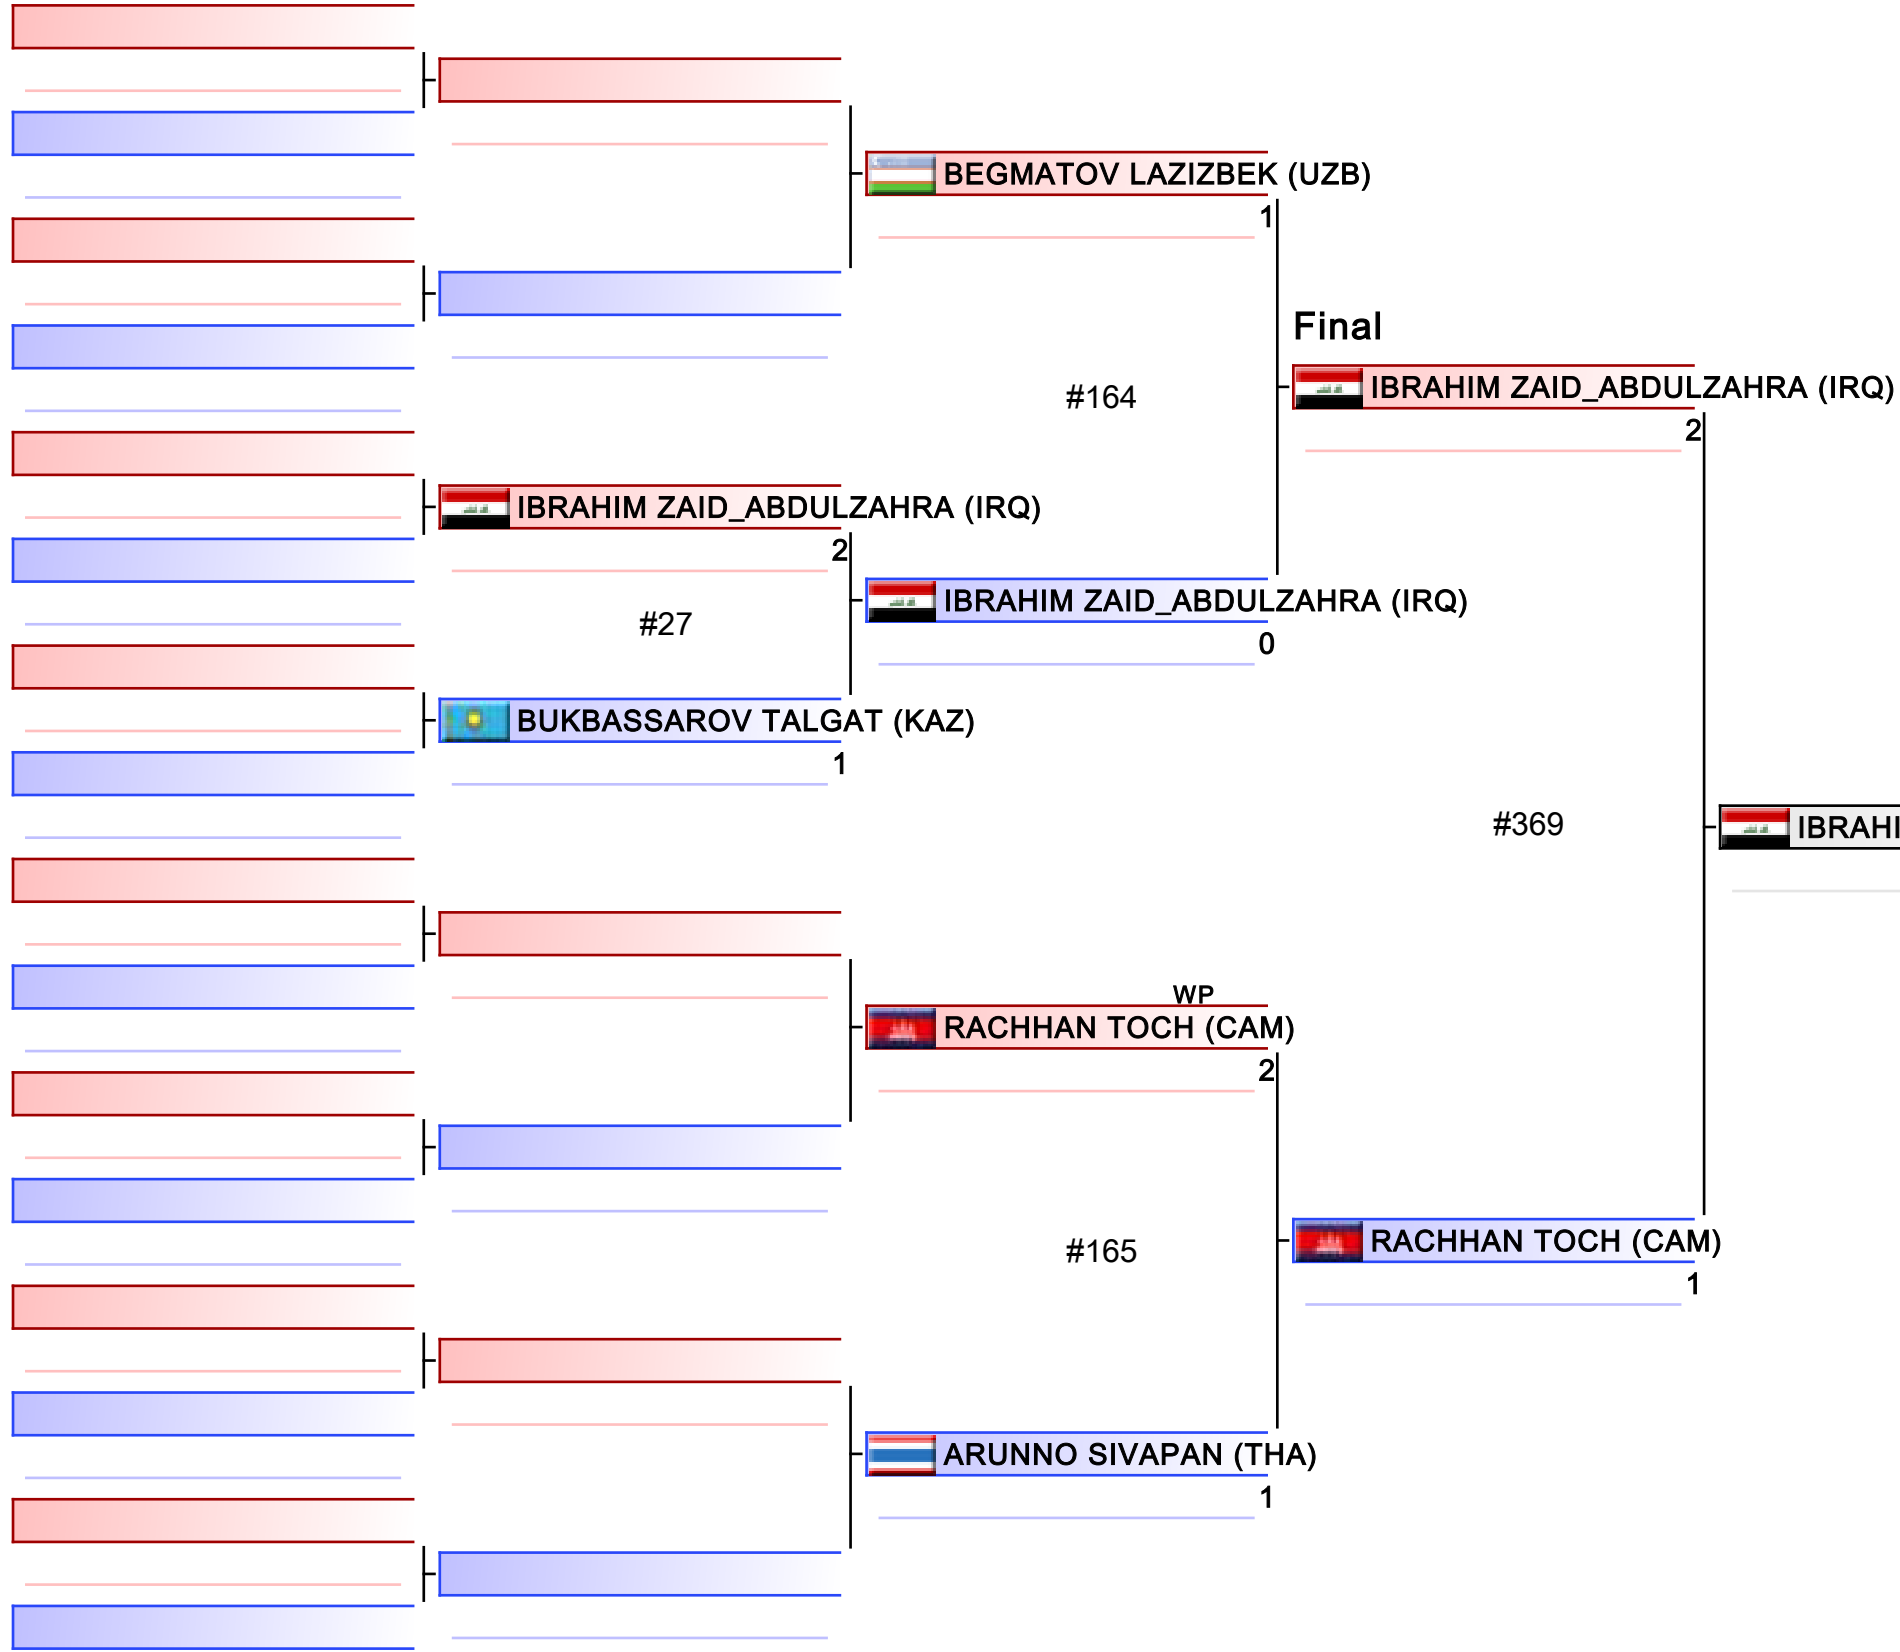 BEGMATOV LAZIZBEK (UZB)
1
Final
#164
IBRAHIM ZAID_ABDULZAHRA (IRQ)
2
IBRAHIM ZAID_ABDULZAHRA (IRQ)
2
IBRAHIM ZAID_ABDULZAHRA (IRQ)
0
#27
BUKBASSAROV TALGAT (KAZ)
1
#369
IBRAHI
WP
RACHHAN TOCH (CAM)
2
#165
RACHHAN TOCH (CAM)
1
ARUNNO SIVAPAN (THA)
1